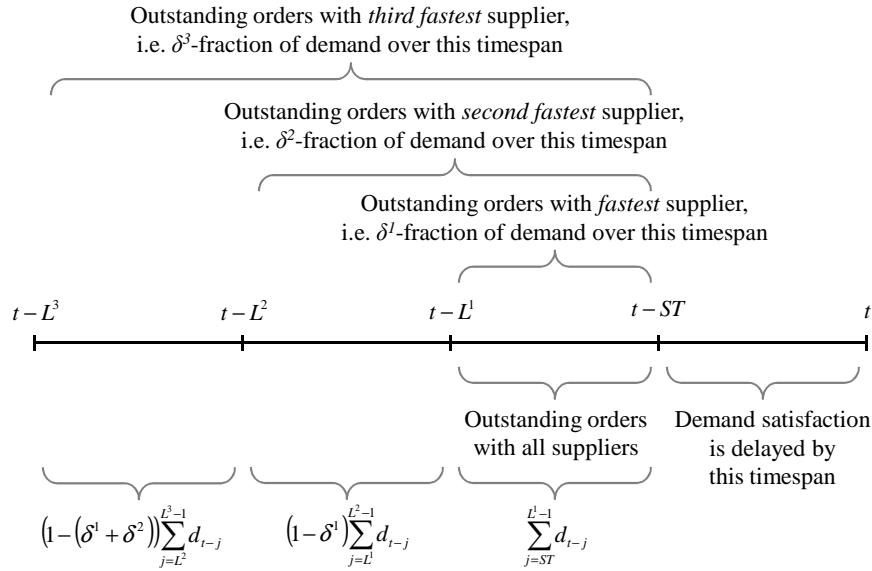 Outstanding orders with third fastest supplier,
i.e. δ³-fraction of demand over this timespan
Outstanding orders with second fastest supplier,
i.e. δ²-fraction of demand over this timespan
Outstanding orders with fastest supplier,
i.e. δ¹-fraction of demand over this timespan
t − L³ t − L² t − L¹ t − ST t
Outstanding orders
with all suppliers
Demand satisfaction
is delayed by
this timespan
(1−(δ¹+δ²))∑_{j=L²}^{L³−1} d_{t−j} (1−δ¹)∑_{j=L¹}^{L²−1} d_{t−j} ∑_{j=ST}^{L¹−1} d_{t−j}